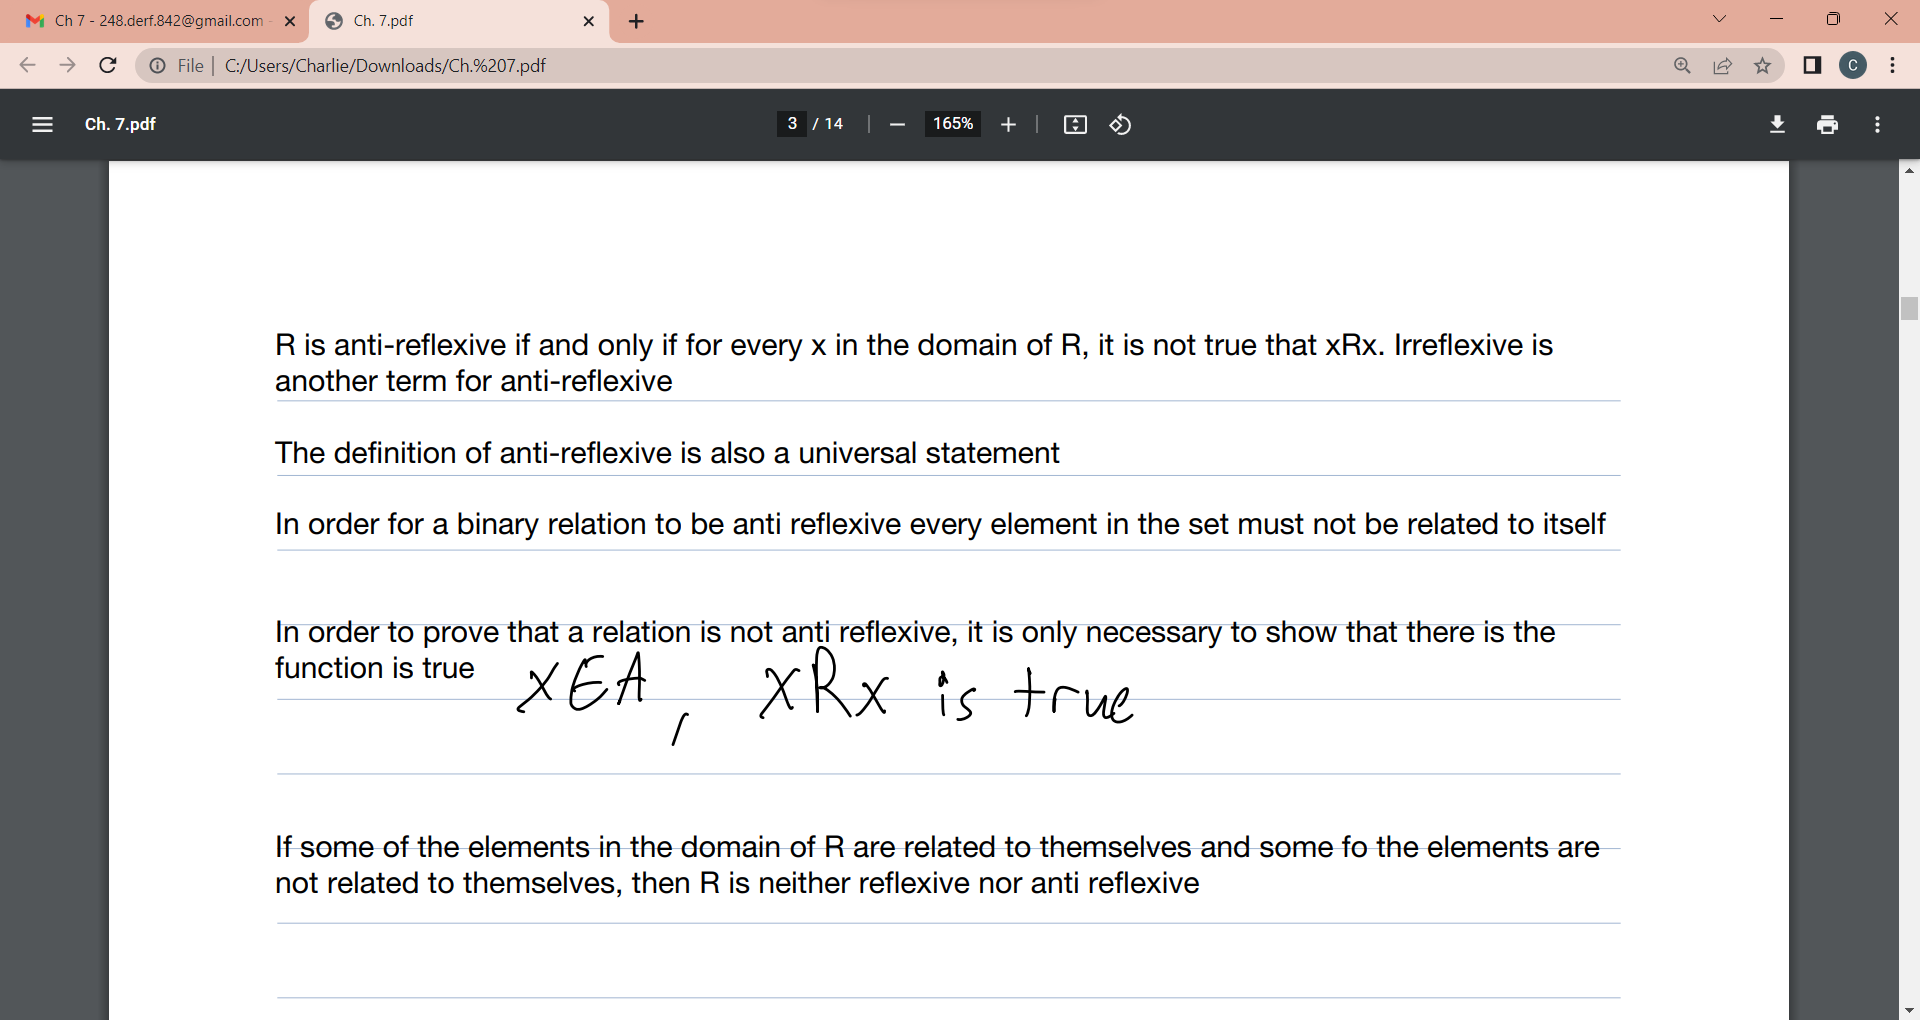 Ch 7 - 248.derf.842@gmail.com -
Ch. 7.pdf
File | C:/Users/Charlie/Downloads/Ch.%207.pdf
C
Ch. 7.pdf
3 / 14
165%
R is anti-reflexive if and only if for every x in the domain of R, it is not true that xRx. Irreflexive is
another term for anti-reflexive
The definition of anti-reflexive is also a universal statement
In order for a binary relation to be anti reflexive every element in the set must not be related to itself
In order to prove that a relation is not anti reflexive, it is only necessary to show that there is the
function is true x∈A, xRx is true
If some of the elements in the domain of R are related to themselves and some fo the elements are
not related to themselves, then R is neither reflexive nor anti reflexive